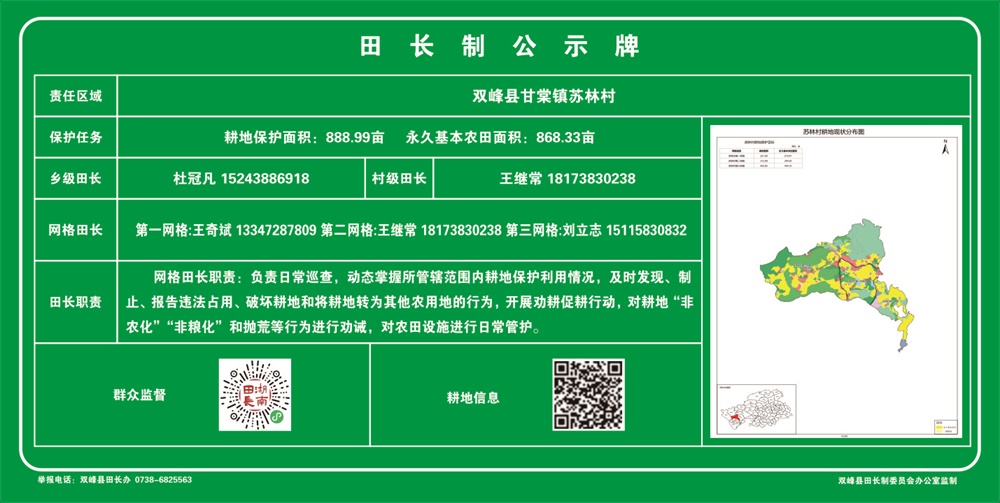 田长制公示牌
责任区域
双峰县甘棠镇苏林村
保护任务
耕地保护面积：888.99亩 永久基本农田面积：868.33亩
乡级田长
杜冠凡 15243886918
村级田长
王继常 18173830238
网格田长
第一网格:王奇斌 13347287809 第二网格:王继常 18173830238 第三网格:刘立志 15115830832
田长职责
网格田长职责：负责日常巡查，动态掌握所管辖范围内耕地保护利用情况，及时发现、制
止、报告违法占用、破坏耕地和将耕地转为其他农用地的行为，开展劝耕促耕行动，对耕地“非
农化”“非粮化”和抛荒等行为进行劝诫，对农田设施进行日常管护。
群众监督
湖南
田长
耕地信息
苏林村耕地现状分布图
N
举报电话：双峰县田长办 0738-6825563
双峰县田长制委员会办公室监制